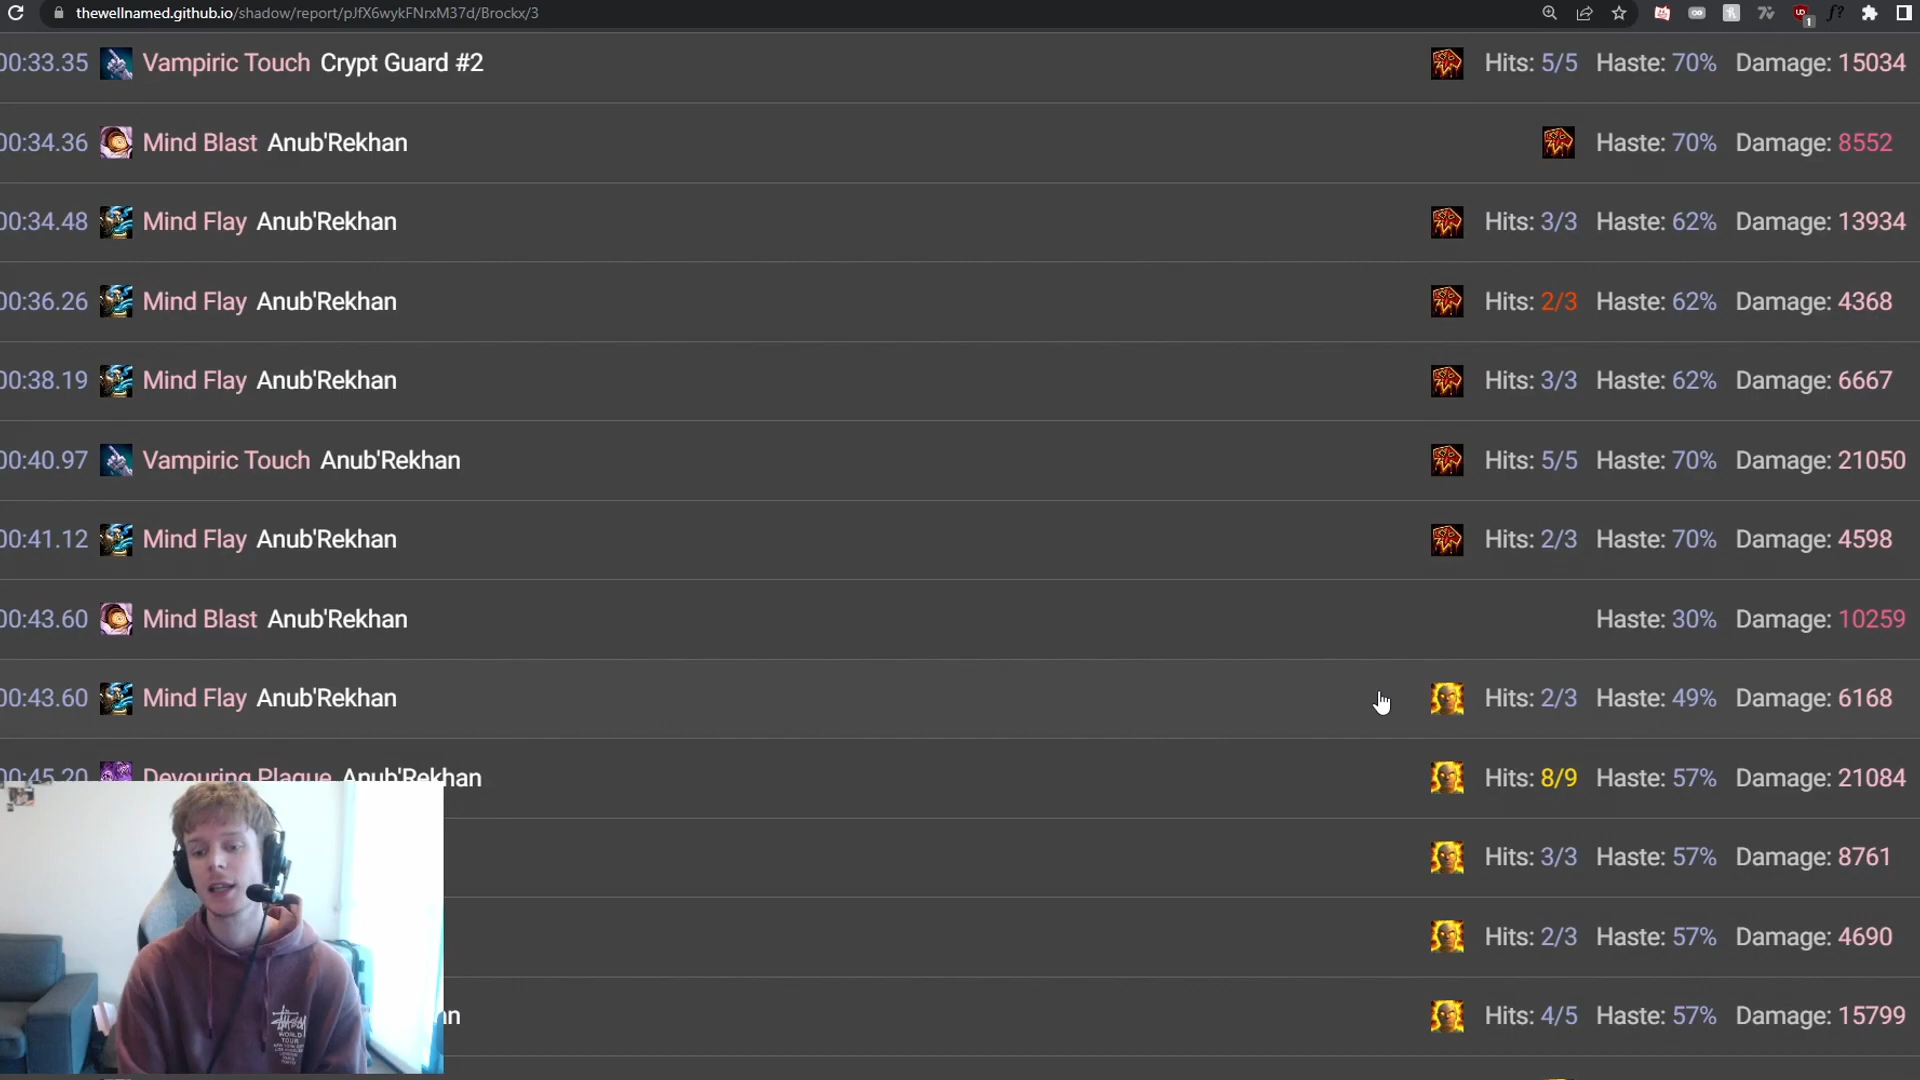 thewellnamed.github.io/shadow/report/pJfX6wykFNrxM37d/Brockx/3
00:33.35 Vampiric Touch Crypt Guard #2 Hits: 5/5 Haste: 70% Damage: 15034
00:34.36 Mind Blast Anub'Rekhan Haste: 70% Damage: 8552
00:34.48 Mind Flay Anub'Rekhan Hits: 3/3 Haste: 62% Damage: 13934
00:36.26 Mind Flay Anub'Rekhan Hits: 2/3 Haste: 62% Damage: 4368
00:38.19 Mind Flay Anub'Rekhan Hits: 3/3 Haste: 62% Damage: 6667
00:40.97 Vampiric Touch Anub'Rekhan Hits: 5/5 Haste: 70% Damage: 21050
00:41.12 Mind Flay Anub'Rekhan Hits: 2/3 Haste: 70% Damage: 4598
00:43.60 Mind Blast Anub'Rekhan Haste: 30% Damage: 10259
00:43.60 Mind Flay Anub'Rekhan Hits: 2/3 Haste: 49% Damage: 6168
00:45.20 Devouring Plague Anub'Rekhan Hits: 8/9 Haste: 57% Damage: 21084
Hits: 3/3 Haste: 57% Damage: 8761
Hits: 2/3 Haste: 57% Damage: 4690
Hits: 4/5 Haste: 57% Damage: 15799
WORLD
TOUR